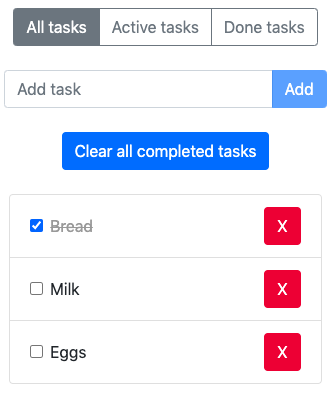 All tasks Active tasks Done tasks
Add task Add
Clear all completed tasks
Bread X
Milk X
Eggs X